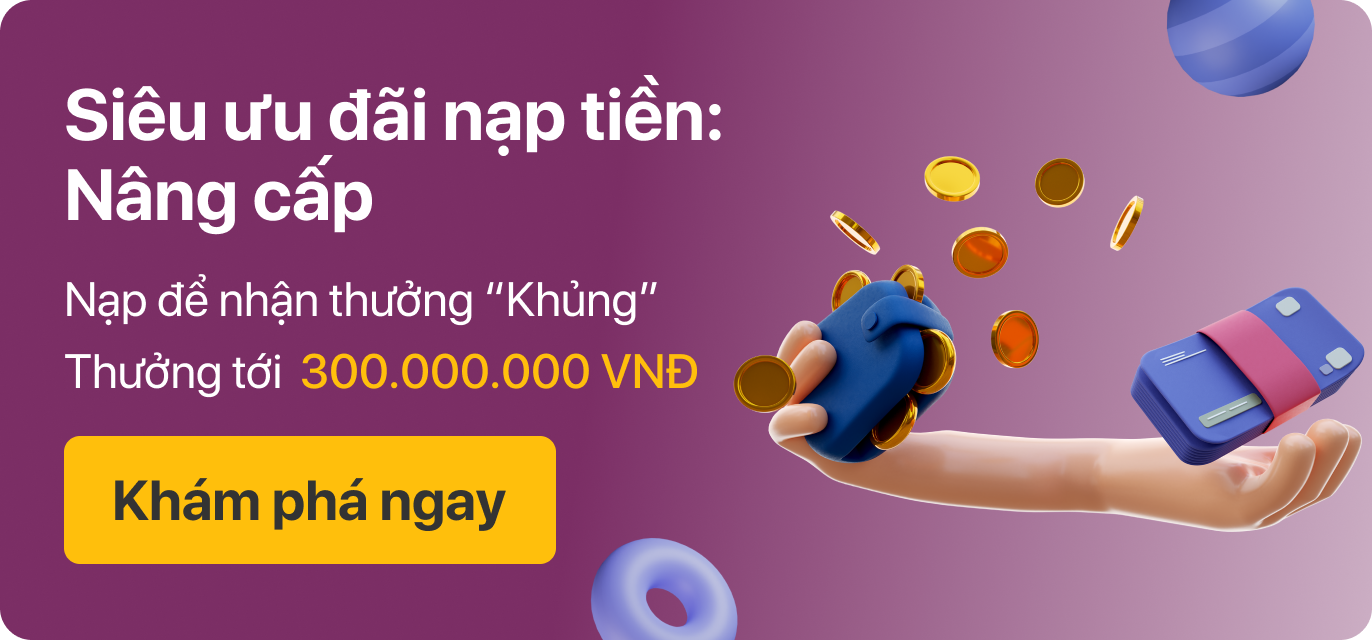 Siêu ưu đãi nạp tiền:
Nâng cấp
Nạp để nhận thưởng “Khủng”
Thưởng tới 300.000.000 VNĐ
Khám phá ngay